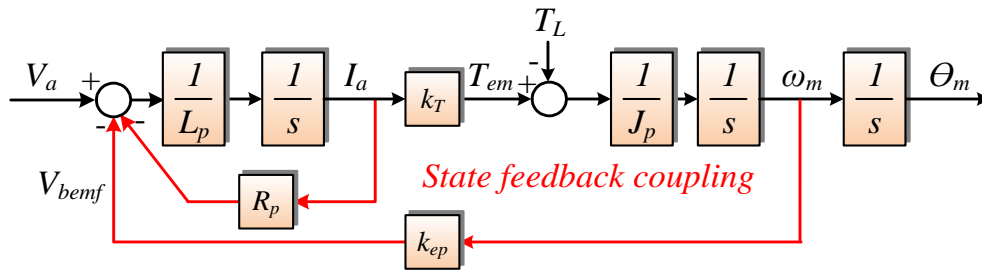 V_a
+
-
-
1
L_p
1
s
I_a
k_T
T_em
+
-
T_L
1
J_p
1
s
ω_m
1
s
Θ_m
State feedback coupling
V_bemf
R_p
k_ep